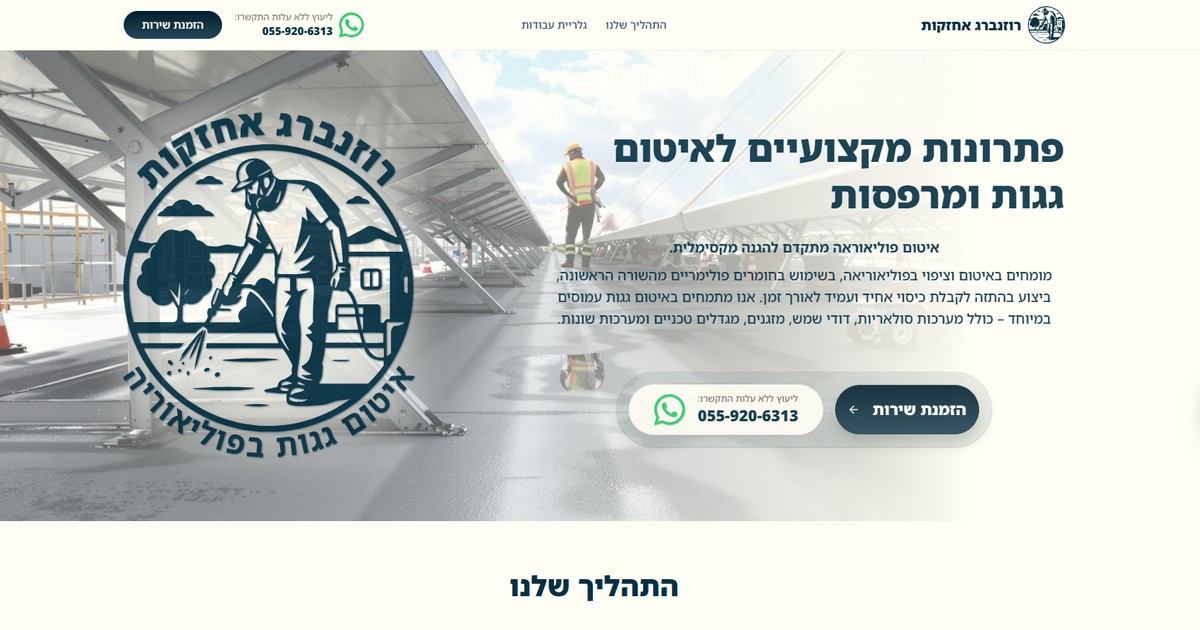 רוזנברג אחזקות
התהליך שלנו
גלריית עבודות
ליעוץ ללא עלות התקשרו:
055-920-6313
הזמנת שירות
פתרונות מקצועיים לאיטום
גגות ומרפסות
איטום פוליאוראה מתקדם להגנה מקסימלית.
מומחים באיטום וציפוי בפוליאוריאה, בשימוש בחומרים פולימריים מהשורה הראשונה,
ביצוע בהתזה לקבלת כיסוי אחיד ועמיד לאורך זמן. אנו מתמחים באיטום גגות עמוסים
במיוחד – כולל מערכות סולאריות, דודי שמש, מזגנים, מגדלים טכניים ומערכות שונות.
הזמנת שירות ←
ליעוץ ללא עלות התקשרו:
055-920-6313
רוזנברג אחזקות
איטום גגות בפוליאוריה
התהליך שלנו